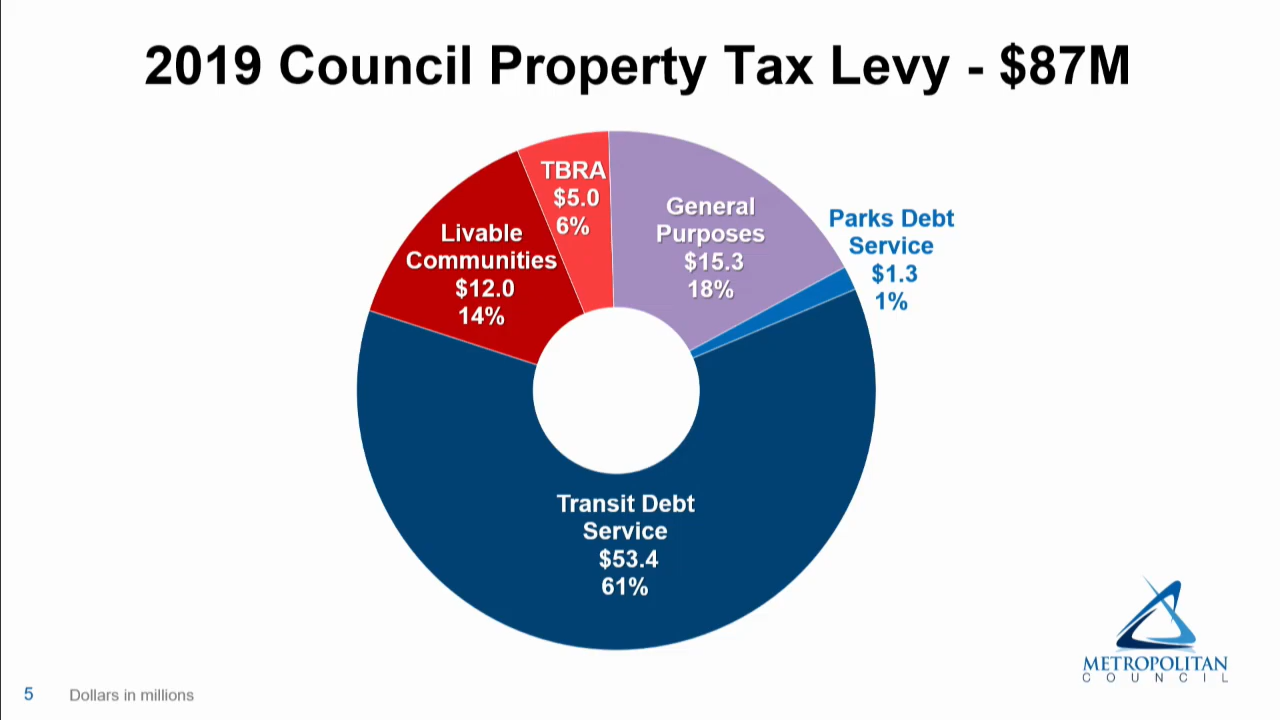 2019 Council Property Tax Levy - $87M
TBRA
$5.0
6%
General
Purposes
$15.3
18%
Parks Debt
Service
$1.3
1%
Livable
Communities
$12.0
14%
Transit Debt
Service
$53.4
61%
METROPOLITAN
COUNCIL
5
Dollars in millions